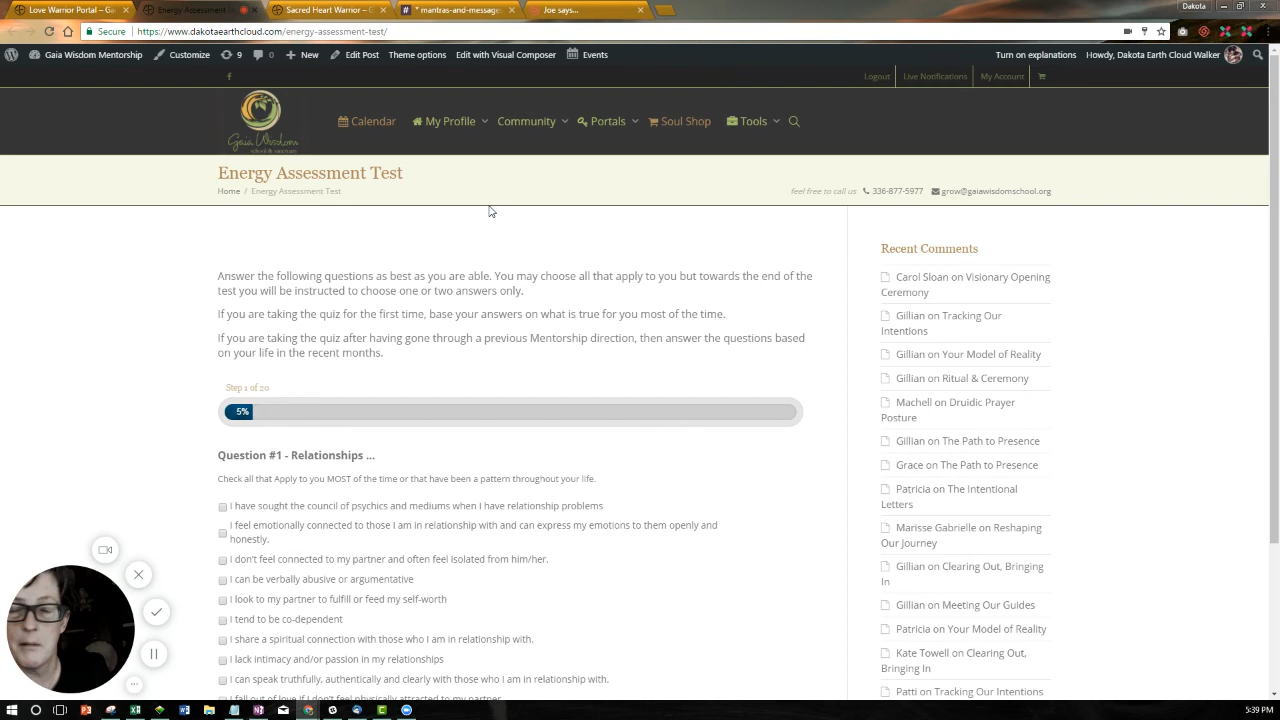 Love Warrior Portal – Ga
Energy Assessment T
Sacred Heart Warrior – G
* mantras-and-message
Joe says...
Dakota
Secure
https://www.dakotaearthcloud.com/energy-assessment-test/
Gaia Wisdom Mentorship
Customize
9
0
New
Edit Post
Theme options
Edit with Visual Composer
Events
Turn on explanations
Howdy, Dakota Earth Cloud Walker
Logout
Live Notifications
My Account
Gaia Wisdom
school & sanctuary
Calendar
My Profile
Community
Portals
Soul Shop
Tools
Energy Assessment Test
Home / Energy Assessment Test
feel free to call us
336-877-5977
grow@gaiawisdomschool.org
Answer the following questions as best as you are able. You may choose all that apply to you but towards the end of the
test you will be instructed to choose one or two answers only.
If you are taking the quiz for the first time, base your answers on what is true for you most of the time.
If you are taking the quiz after having gone through a previous Mentorship direction, then answer the questions based
on your life in the recent months.
Step 1 of 20
5%
Question #1 - Relationships ...
Check all that Apply to you MOST of the time or that have been a pattern throughout your life.
I have sought the council of psychics and mediums when I have relationship problems
I feel emotionally connected to those I am in relationship with and can express my emotions to them openly and
honestly.
I don't feel connected to my partner and often feel isolated from him/her.
I can be verbally abusive or argumentative
I look to my partner to fulfill or feed my self-worth
I tend to be co-dependent
I share a spiritual connection with those who I am in relationship with.
I lack intimacy and/or passion in my relationships
I can speak truthfully, authentically and clearly with those who I am in relationship with.
I fall out of love if I don't feel physically attracted to my partner
Recent Comments
Carol Sloan on Visionary Opening
Ceremony
Gillian on Tracking Our
Intentions
Gillian on Your Model of Reality
Gillian on Ritual & Ceremony
Machell on Druidic Prayer
Posture
Gillian on The Path to Presence
Grace on The Path to Presence
Patricia on The Intentional
Letters
Marisse Gabrielle on Reshaping
Our Journey
Gillian on Clearing Out, Bringing
In
Gillian on Meeting Our Guides
Patricia on Your Model of Reality
Kate Towell on Clearing Out,
Bringing In
Patti on Tracking Our Intentions
5:39 PM